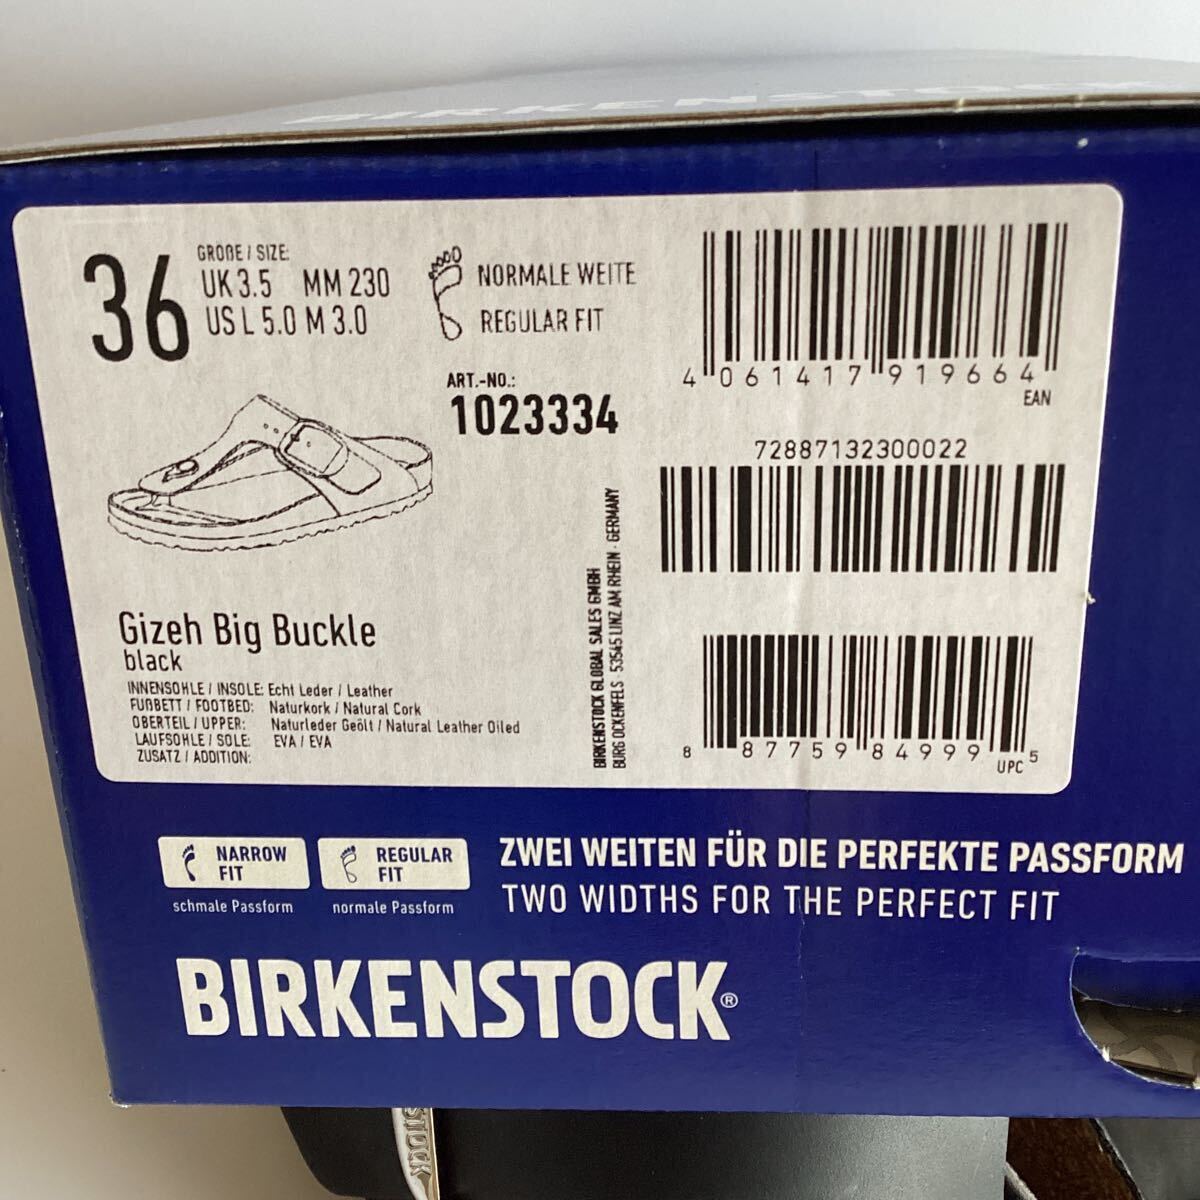 BIRKENSTOCK
36
GRÖßE / SIZE:
UK 3.5 MM 230
US L 5.0 M 3.0
NORMALE WEITE
REGULAR FIT
ART.-NO.:
1023334
4 061417 919664
EAN
72887132300022
8 87759 84999 5
UPC
BIRKENSTOCK GLOBAL SALES GMBH
BURG OCKENFELS · 53545 LINZ AM RHEIN · GERMANY
Gizeh Big Buckle
black
INNENSOHLE / INSOLE: Echt Leder / Leather
FUßBETT / FOOTBED: Naturkork / Natural Cork
OBERTEIL / UPPER: Naturleder Geölt / Natural Leather Oiled
LAUFSOHLE / SOLE: EVA / EVA
ZUSATZ / ADDITION:
NARROW FIT
schmale Passform
REGULAR FIT
normale Passform
ZWEI WEITEN FÜR DIE PERFEKTE PASSFORM
TWO WIDTHS FOR THE PERFECT FIT
BIRKENSTOCK®
STOCK